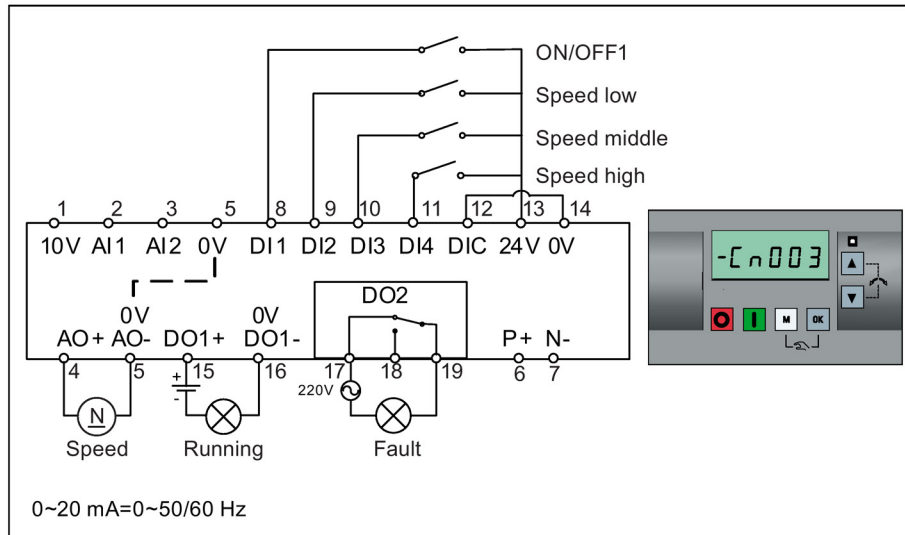 ON/OFF1
Speed low
Speed middle
Speed high
1 2 3 5 8 9 10 11 12 13 14
10V AI1 AI2 0V DI1 DI2 DI3 DI4 DIC 24V 0V
-Cn003
DO2
0V 0V
AO+ AO- DO1+ DO1- P+ N-
M OK
4 5 15 16 17 18 19 6 7
+
-
220V
N
Speed Running Fault
0~20 mA=0~50/60 Hz